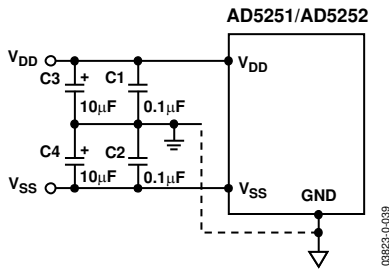 AD5251/AD5252
VDD
VDD
C3
+
C1
10μF
0.1μF
C4
+
C2
10μF
0.1μF
VSS
VSS
GND
03823-0-039